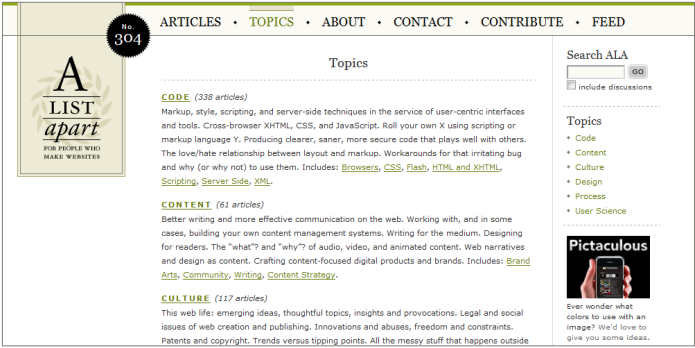 ARTICLES • TOPICS • ABOUT • CONTACT • CONTRIBUTE • FEED
No.
304
A
LIST
apart
FOR PEOPLE WHO
MAKE WEBSITES
Topics
CODE (338 articles)
Markup, style, scripting, and server-side techniques in the service of user-centric interfaces
and tools. Cross-browser XHTML, CSS, and JavaScript. Roll your own X using scripting or
markup language Y. Producing clearer, saner, more secure code that plays well with others.
The love/hate relationship between layout and markup. Workarounds for that irritating bug
and why (or why not) to use them. Includes: Browsers, CSS, Flash, HTML and XHTML,
Scripting, Server Side, XML.
CONTENT (61 articles)
Better writing and more effective communication on the web. Working with, and in some
cases, building your own content management systems. Writing for the medium. Designing
for readers. The "what"? and "why"? of audio, video, and animated content. Web narratives
and design as content. Crafting content-focused digital products and brands. Includes: Brand
Arts, Community, Writing, Content Strategy.
CULTURE (117 articles)
This web life: emerging ideas, thoughtful topics, insights and provocations. Legal and social
issues of web creation and publishing. Innovations and abuses, freedom and constraints.
Patents and copyright. Trends versus tipping points. All the messy stuff that happens outside
Search ALA
GO
include discussions
Topics
• Code
• Content
• Culture
• Design
• Process
• User Science
Pictaculous
Ever wonder what
colors to use with an
image? We'd love to
give you some ideas.